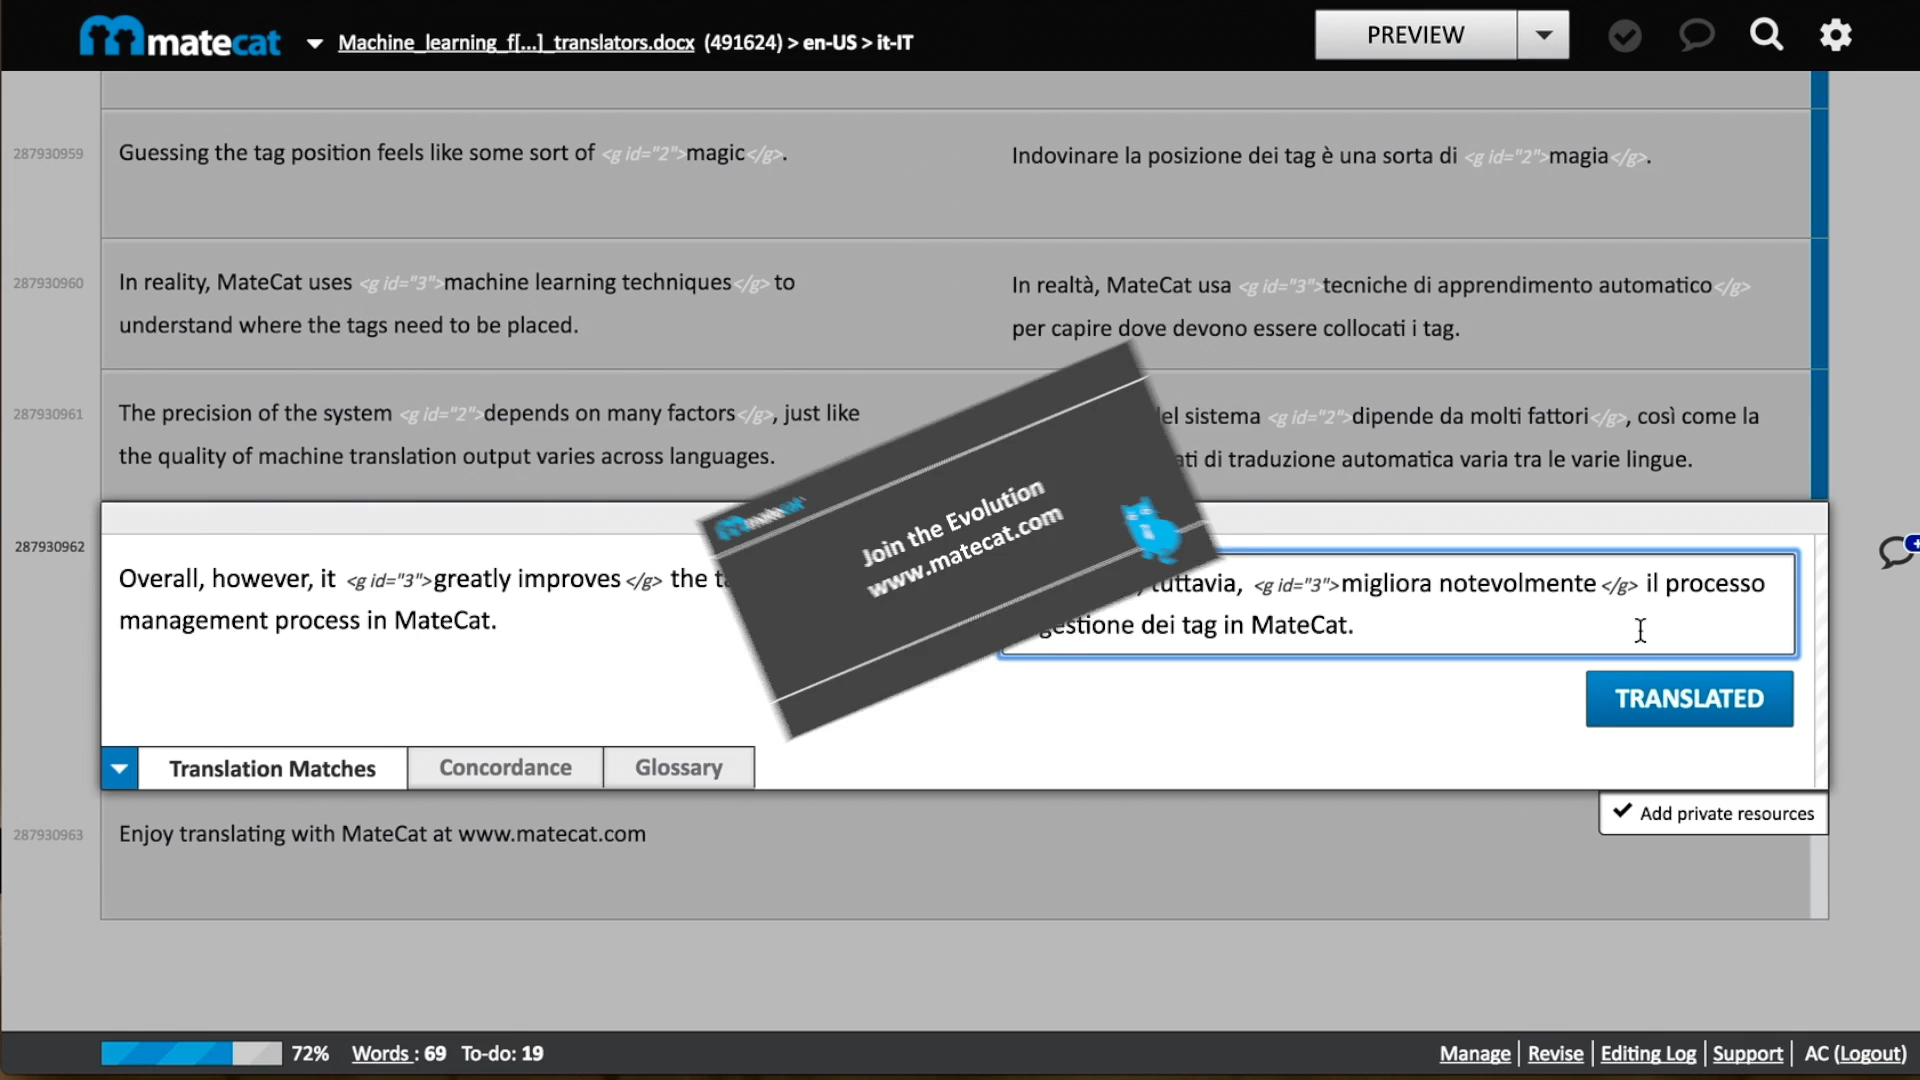 matecat
Machine_learning_f[...]_translators.docx (491624) > en-US > it-IT
PREVIEW
287930959
Guessing the tag position feels like some sort of <g id="2">magic</g>.
Indovinare la posizione dei tag è una sorta di <g id="2">magia</g>.
287930960
In reality, MateCat uses <g id="3">machine learning techniques</g> to
understand where the tags need to be placed.
In realtà, MateCat usa <g id="3">tecniche di apprendimento automatico</g>
per capire dove devono essere collocati i tag.
287930961
The precision of the system <g id="2">depends on many factors</g>, just like
the quality of machine translation output varies across languages.
sistema <g id="2">dipende da molti fattori</g>, così come la
di traduzione automatica varia tra le varie lingue.
matecat
Join the Evolution
www.matecat.com
287930962
Overall, however, it <g id="3">greatly improves</g> the
management process in MateCat.
tuttavia, <g id="3">migliora notevolmente</g> il processo
gestione dei tag in MateCat.
TRANSLATED
Translation Matches
Concordance
Glossary
Add private resources
287930963
Enjoy translating with MateCat at www.matecat.com
72% Words : 69 To-do: 19
Manage | Revise | Editing Log | Support | AC (Logout)